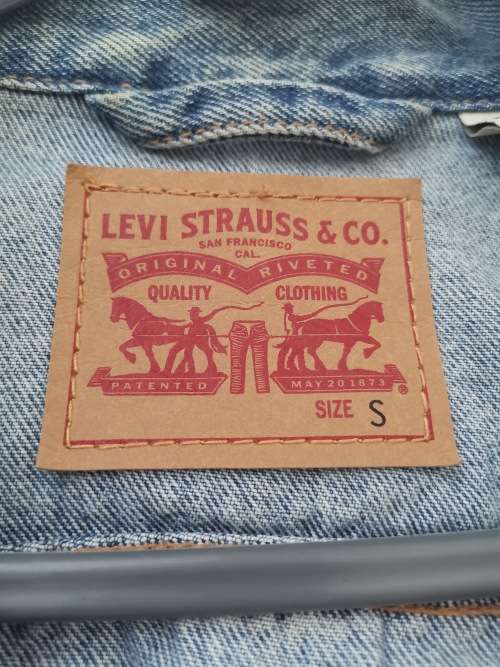 LEVI STRAUSS & CO.
SAN FRANCISCO
CAL.
ORIGINAL RIVETED
QUALITY CLOTHING
PATENTED MAY 20 1873 ®
SIZE S